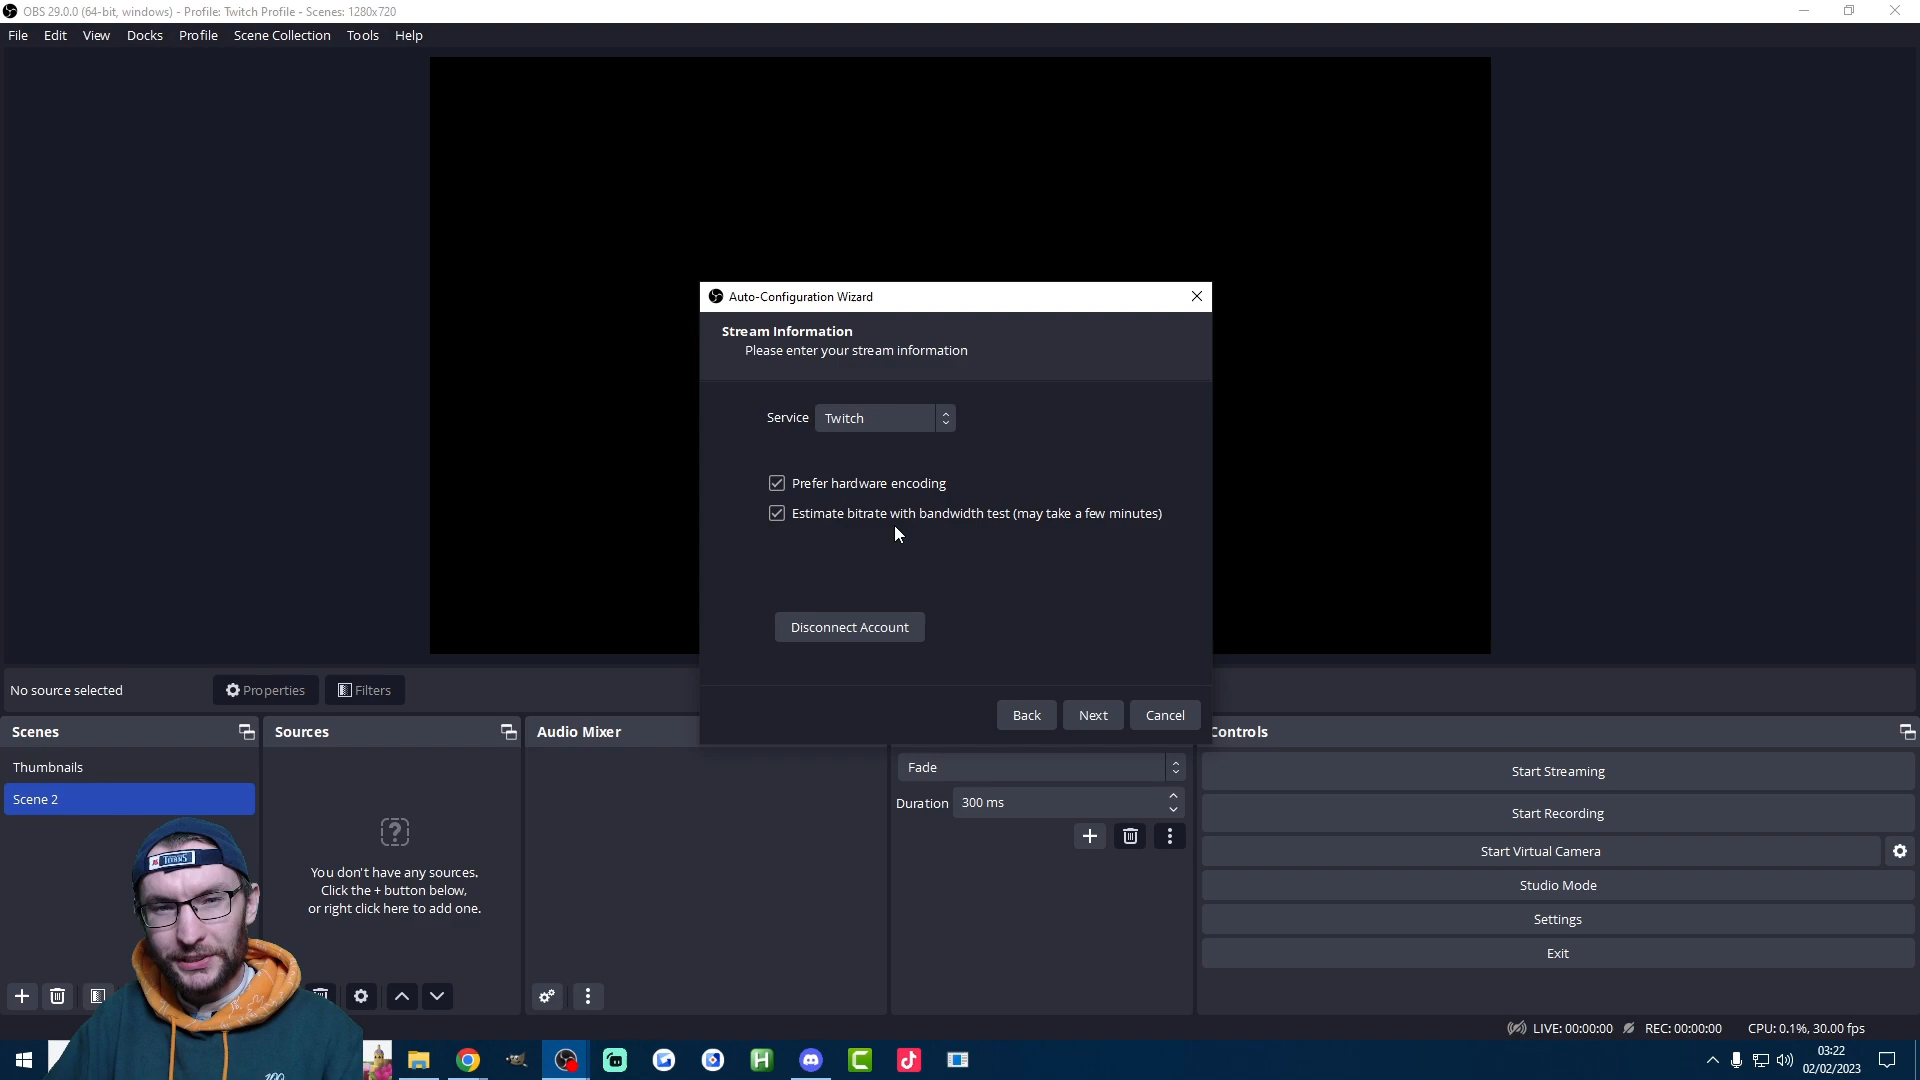 OBS 29.0.0 (64-bit, windows) - Profile: Twitch Profile - Scenes: 1280x720
File Edit View Docks Profile Scene Collection Tools Help
Auto-Configuration Wizard
Stream Information
Please enter your stream information
Service Twitch
Prefer hardware encoding
Estimate bitrate with bandwidth test (may take a few minutes)
Disconnect Account
Back Next Cancel
No source selected Properties Filters
Scenes Sources Audio Mixer Controls
Thumbnails
Scene 2
You don't have any sources.
Click the + button below,
or right click here to add one.
Fade
Duration 300 ms
Start Streaming
Start Recording
Start Virtual Camera
Studio Mode
Settings
Exit
TITANS
LIVE: 00:00:00 REC: 00:00:00 CPU: 0.1%, 30.00 fps
100
03:22
02/02/2023